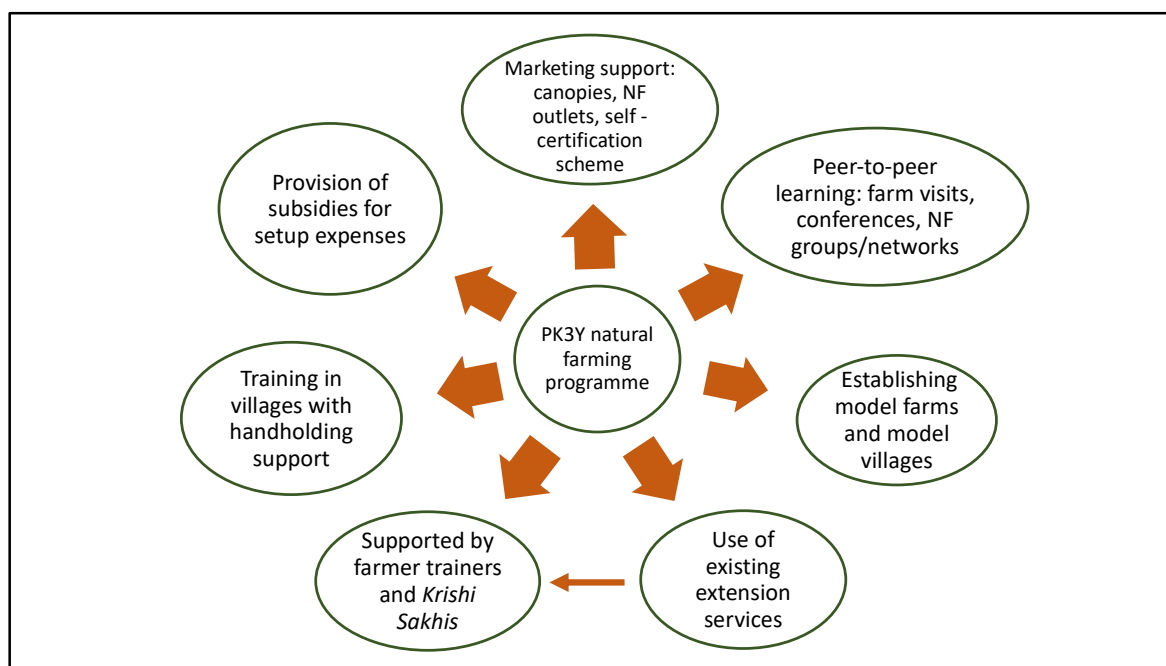 Marketing support:
canopies, NF
outlets, self -
certification
scheme
Peer-to-peer
learning: farm visits,
conferences, NF
groups/networks
Provision of
subsidies for
setup expenses
PK3Y natural
farming
programme
Training in
villages with
handholding
support
Establishing
model farms
and model
villages
Supported by
farmer trainers
and Krishi
Sakhis
Use of
existing
extension
services